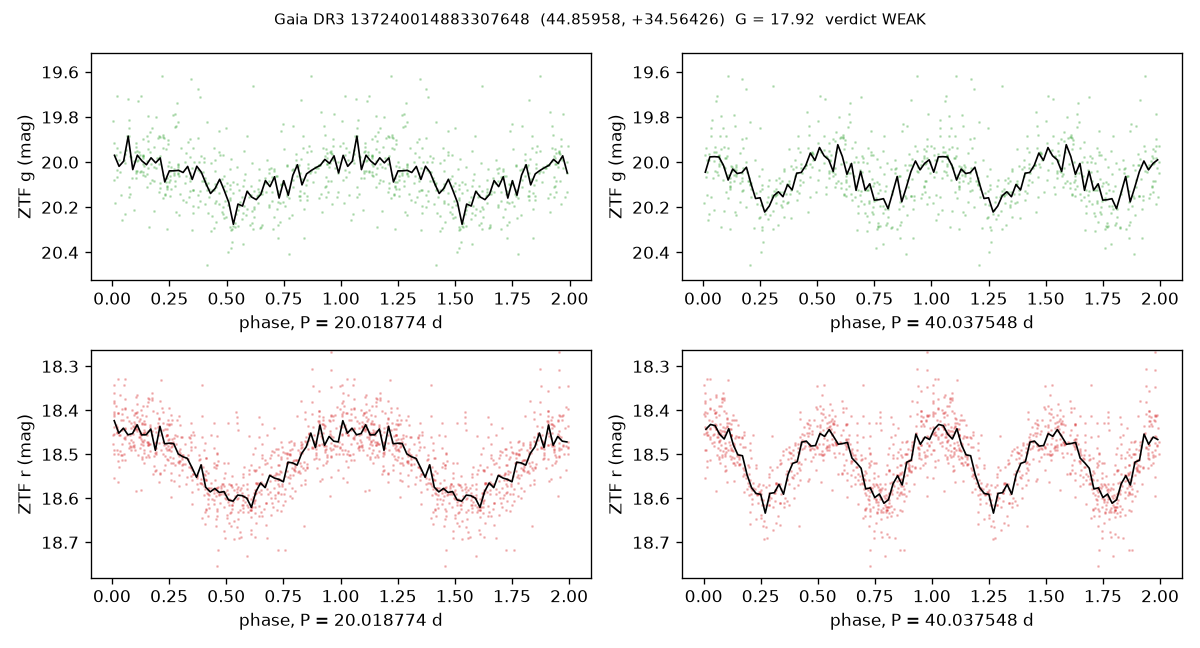 Gaia DR3 137240014883307648  (44.85958, +34.56426)  G = 17.92  verdict WEAK
ZTF g (mag)
19.6
19.8
20.0
20.2
20.4
0.00 0.25 0.50 0.75 1.00 1.25 1.50 1.75 2.00
phase, P = 20.018774 d
ZTF g (mag)
19.6
19.8
20.0
20.2
20.4
0.00 0.25 0.50 0.75 1.00 1.25 1.50 1.75 2.00
phase, P = 40.037548 d
ZTF r (mag)
18.3
18.4
18.5
18.6
18.7
0.00 0.25 0.50 0.75 1.00 1.25 1.50 1.75 2.00
phase, P = 20.018774 d
ZTF r (mag)
18.3
18.4
18.5
18.6
18.7
0.00 0.25 0.50 0.75 1.00 1.25 1.50 1.75 2.00
phase, P = 40.037548 d